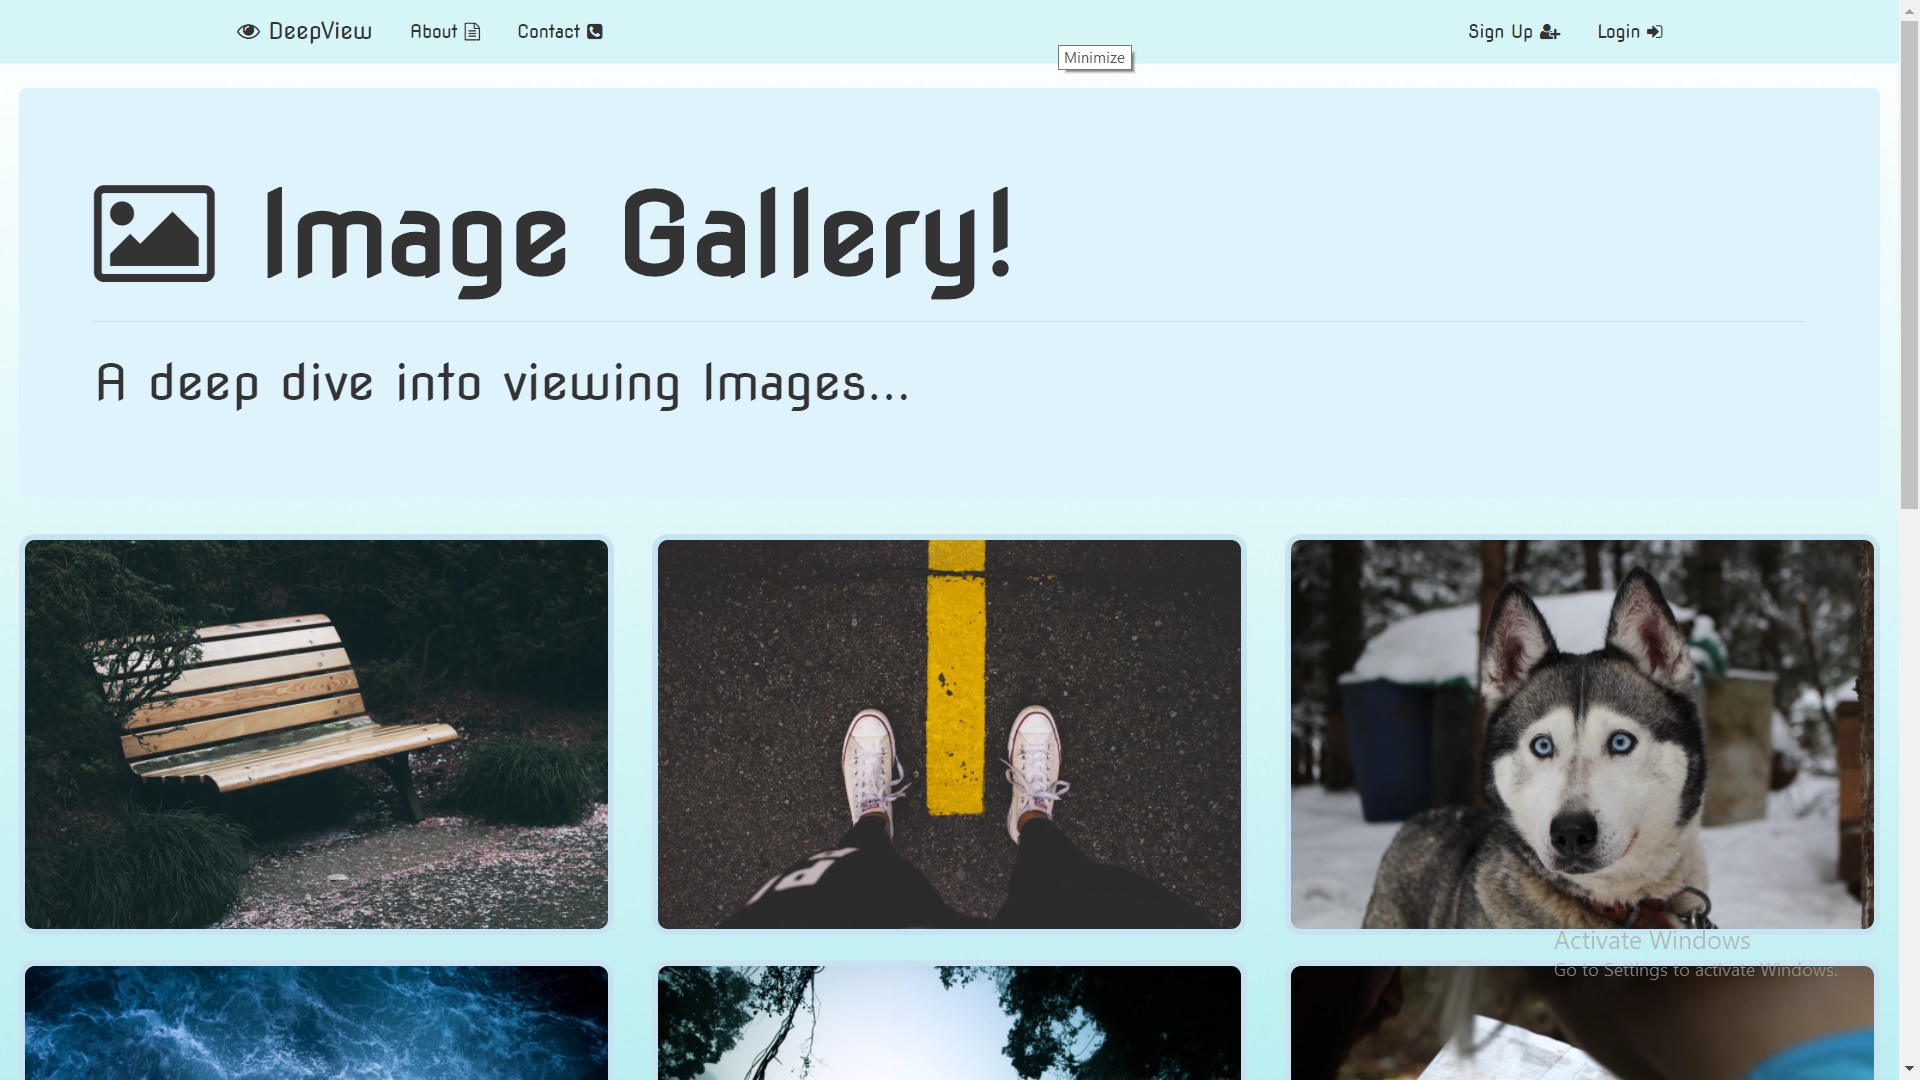 DeepView About Contact Sign Up Login
Minimize
Image Gallery!
A deep dive into viewing Images...
Activate Windows
Go to Settings to activate Windows.